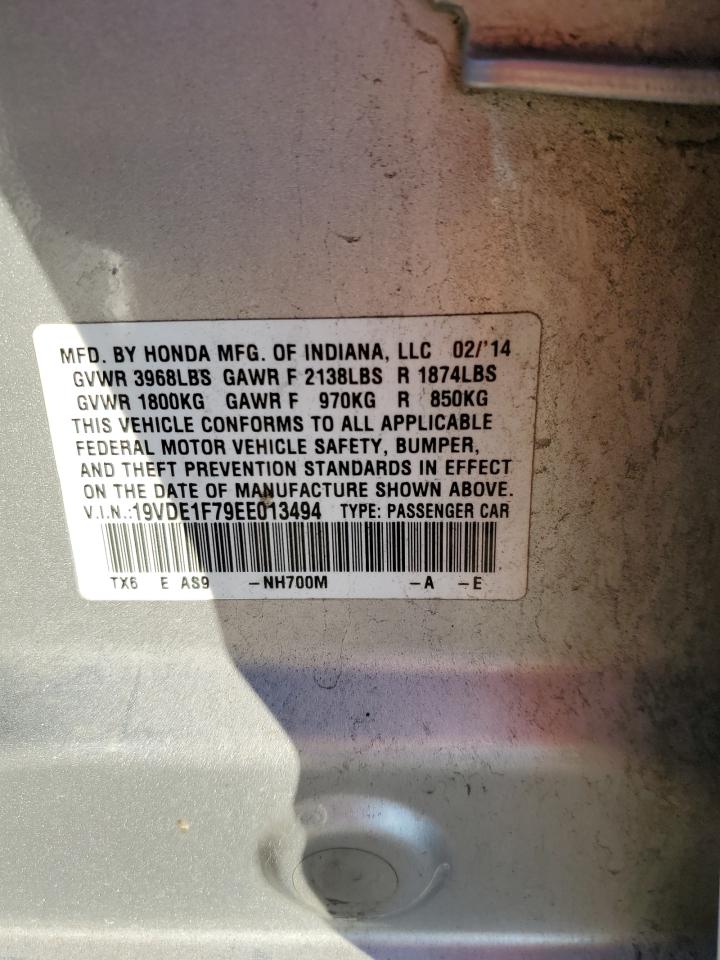 MFD. BY HONDA MFG. OF INDIANA, LLC 02/'14
GVWR 3968LBS GAWR F 2138LBS R 1874LBS
GVWR 1800KG GAWR F 970KG R 850KG
THIS VEHICLE CONFORMS TO ALL APPLICABLE
FEDERAL MOTOR VEHICLE SAFETY, BUMPER,
AND THEFT PREVENTION STANDARDS IN EFFECT
ON THE DATE OF MANUFACTURE SHOWN ABOVE.
V.I.N.:19VDE1F79EE013494 TYPE: PASSENGER CAR
TX6 E AS9 -NH700M -A -E